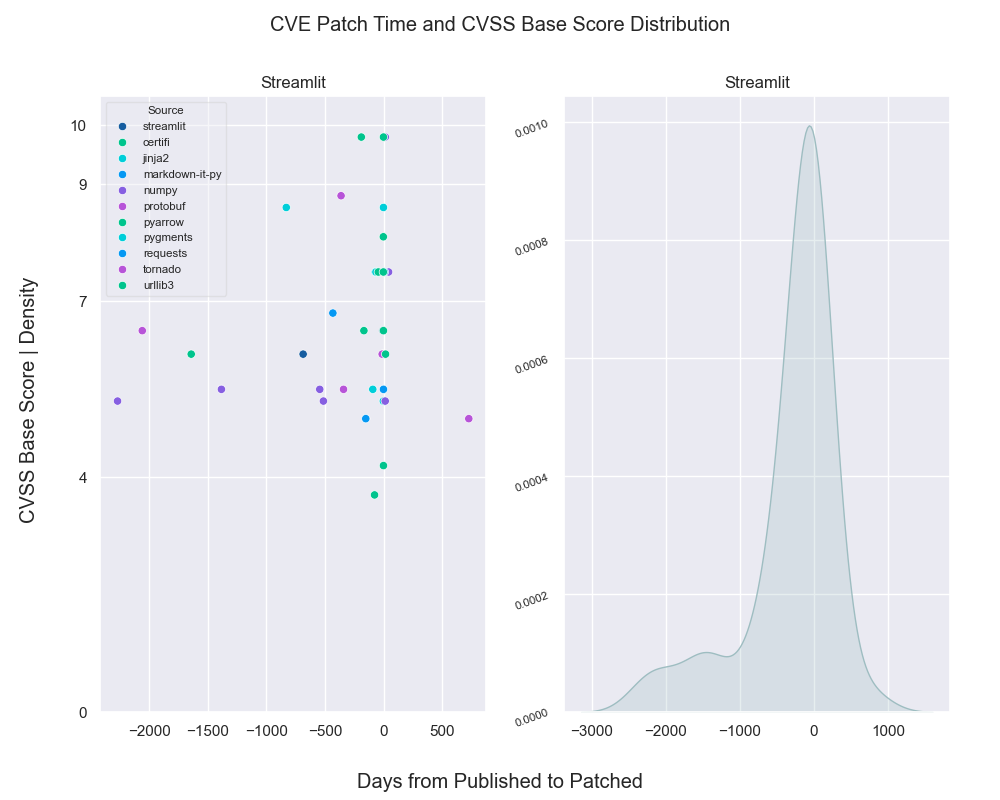 CVE Patch Time and CVSS Base Score Distribution
Streamlit
Source
streamlit
certifi
jinja2
markdown-it-py
numpy
protobuf
pyarrow
pygments
requests
tornado
urllib3
10
9
7
4
0
−2000 −1500 −1000 −500 0 500
CVSS Base Score | Density
Streamlit
0.0010
0.0008
0.0006
0.0004
0.0002
0.0000
−3000 −2000 −1000 0 1000
Days from Published to Patched